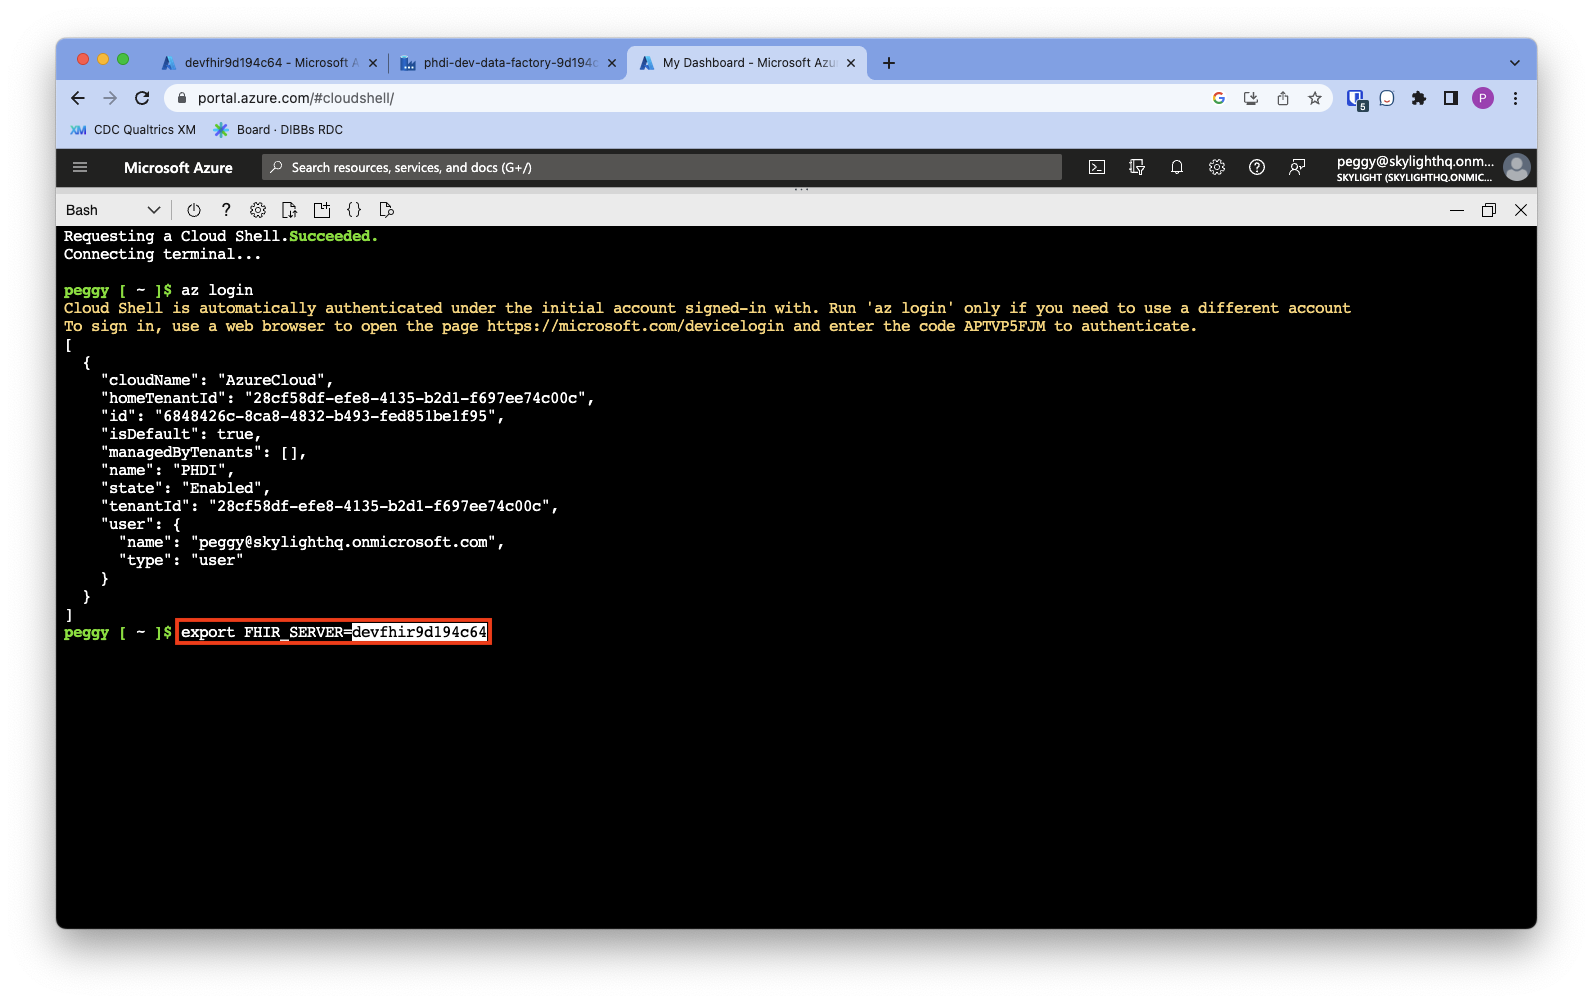 devfhir9d194c64 - Microsoft A
phdi-dev-data-factory-9d194c
My Dashboard - Microsoft Azu
portal.azure.com/#cloudshell/
5
P
XM CDC Qualtrics XM
Board · DIBBs RDC
Microsoft Azure
Search resources, services, and docs (G+/)
peggy@skylighthq.onm...
SKYLIGHT (SKYLIGHTHQ.ONMIC...
Bash
Requesting a Cloud Shell.Succeeded.
Connecting terminal...
peggy [ ~ ]$ az login
Cloud Shell is automatically authenticated under the initial account signed-in with. Run 'az login' only if you need to use a different account
To sign in, use a web browser to open the page https://microsoft.com/devicelogin and enter the code APTVP5FJM to authenticate.
[
{
"cloudName": "AzureCloud",
"homeTenantId": "28cf58df-efe8-4135-b2d1-f697ee74c00c",
"id": "6848426c-8ca8-4832-b493-fed851be1f95",
"isDefault": true,
"managedByTenants": [],
"name": "PHDI",
"state": "Enabled",
"tenantId": "28cf58df-efe8-4135-b2d1-f697ee74c00c",
"user": {
"name": "peggy@skylighthq.onmicrosoft.com",
"type": "user"
}
}
]
peggy [ ~ ]$ export FHIR_SERVER=devfhir9d194c64